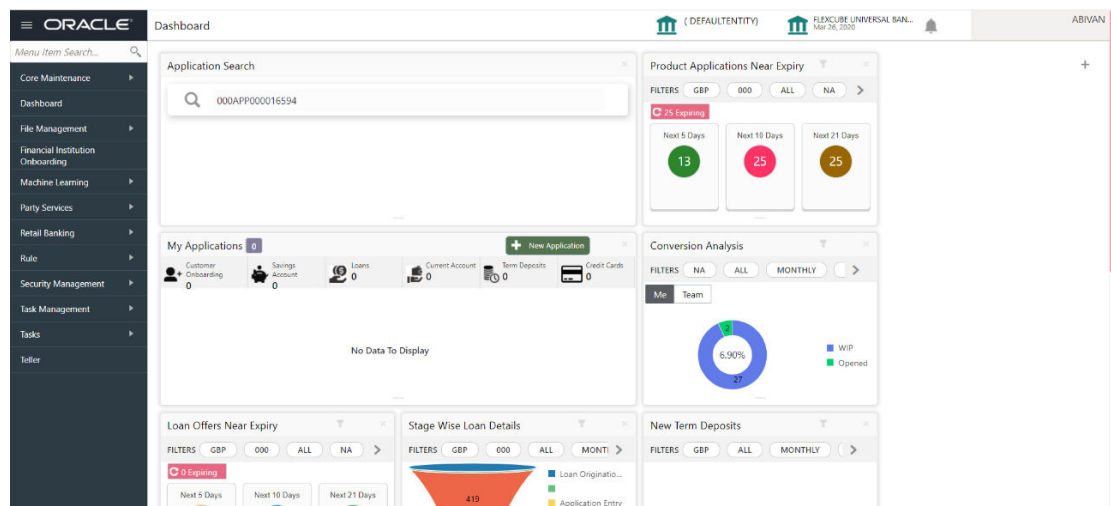 ORACLE
Dashboard
( DEFAULTENTITY)
FLEXCUBE UNIVERSAL BAN...
Mar 26, 2020
ABIVAN
Menu Item Search...
Core Maintenance
Dashboard
File Management
Financial Institution
Onboarding
Machine Learning
Party Services
Retail Banking
Rule
Security Management
Task Management
Tasks
Teller
Application Search
000APP000016594
Product Applications Near Expiry
FILTERS GBP 000 ALL NA
25 Expiring
Next 5 Days Next 10 Days Next 21 Days
13 25 25
My Applications 0
New Application
Customer
Onboarding
0
Savings
Account
0
Loans
0
Current Account
0
Term Deposits
0
Credit Cards
0
No Data To Display
Conversion Analysis
FILTERS NA ALL MONTHLY
Me Team
2
6.90%
27
WIP
Opened
Loan Offers Near Expiry
FILTERS GBP 000 ALL NA
0 Expiring
Next 5 Days Next 10 Days Next 21 Days
Stage Wise Loan Details
FILTERS GBP 000 ALL MONT
419
Loan Originatio...
Application Entry
New Term Deposits
FILTERS GBP ALL MONTHLY